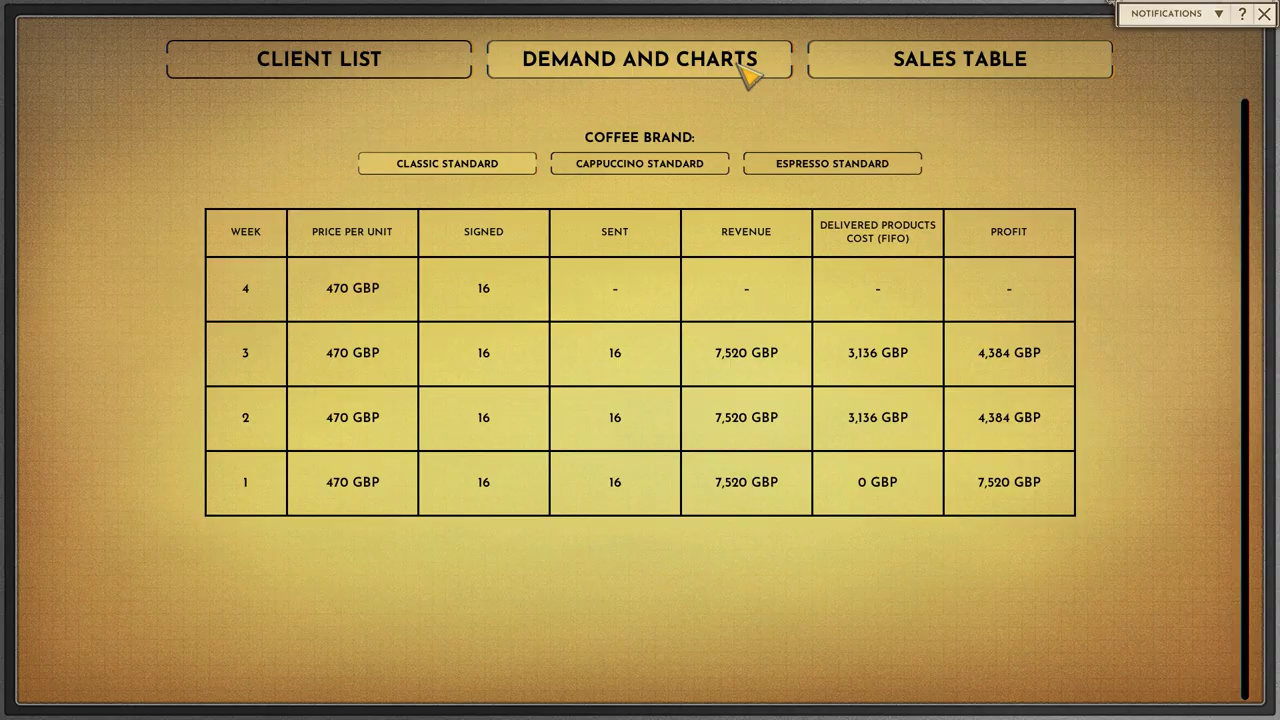 NOTIFICATIONS ▼ ?
CLIENT LIST
DEMAND AND CHARTS
SALES TABLE
COFFEE BRAND:
CLASSIC STANDARD
CAPPUCCINO STANDARD
ESPRESSO STANDARD
WEEK PRICE PER UNIT SIGNED SENT REVENUE DELIVERED PRODUCTS
COST (FIFO) PROFIT
4 470 GBP 16 - - - -
3 470 GBP 16 16 7,520 GBP 3,136 GBP 4,384 GBP
2 470 GBP 16 16 7,520 GBP 3,136 GBP 4,384 GBP
1 470 GBP 16 16 7,520 GBP 0 GBP 7,520 GBP